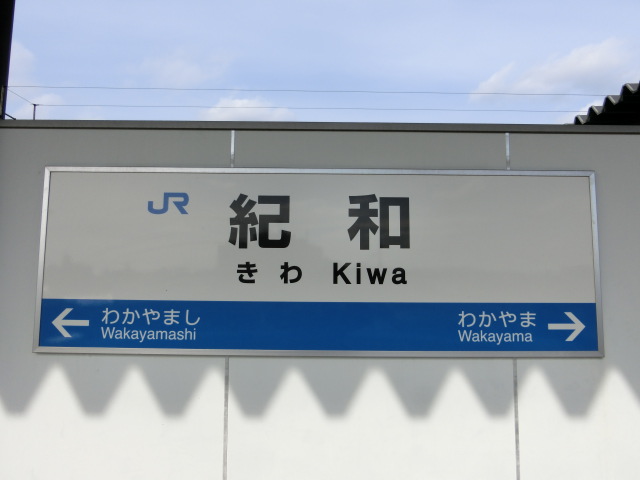 JR 紀和
きわ Kiwa
← わかやまし わかやま →
Wakayamashi Wakayama